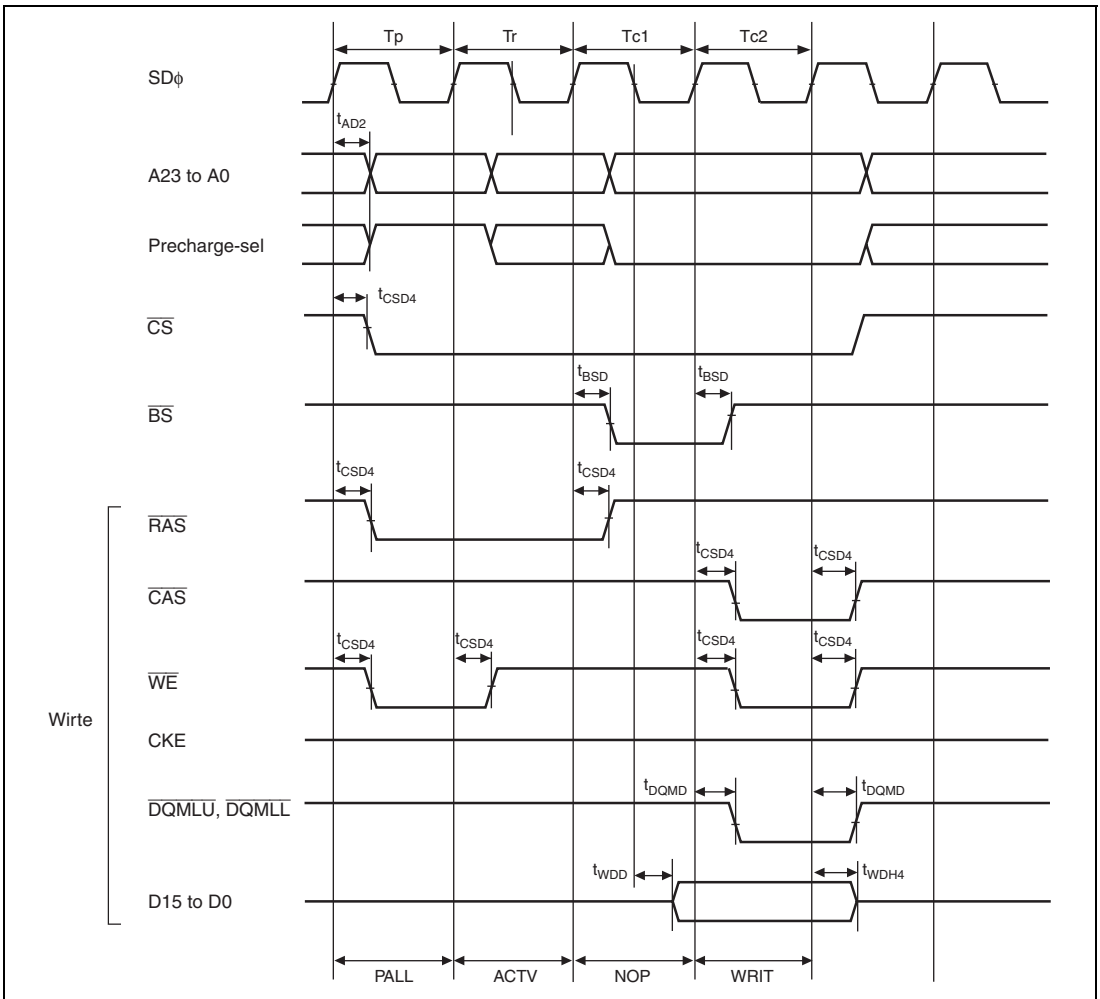 Tp Tr Tc1 Tc2
SDϕ
tAD2
A23 to A0
Precharge-sel
tCSD4
CS
tBSD tBSD
BS
tCSD4 tCSD4
RAS
tCSD4 tCSD4
CAS
tCSD4 tCSD4 tCSD4 tCSD4
WE
Wirte
CKE
tDQMD tDQMD
DQMLU, DQMLL
tWDD tWDH4
D15 to D0
PALL ACTV NOP WRIT